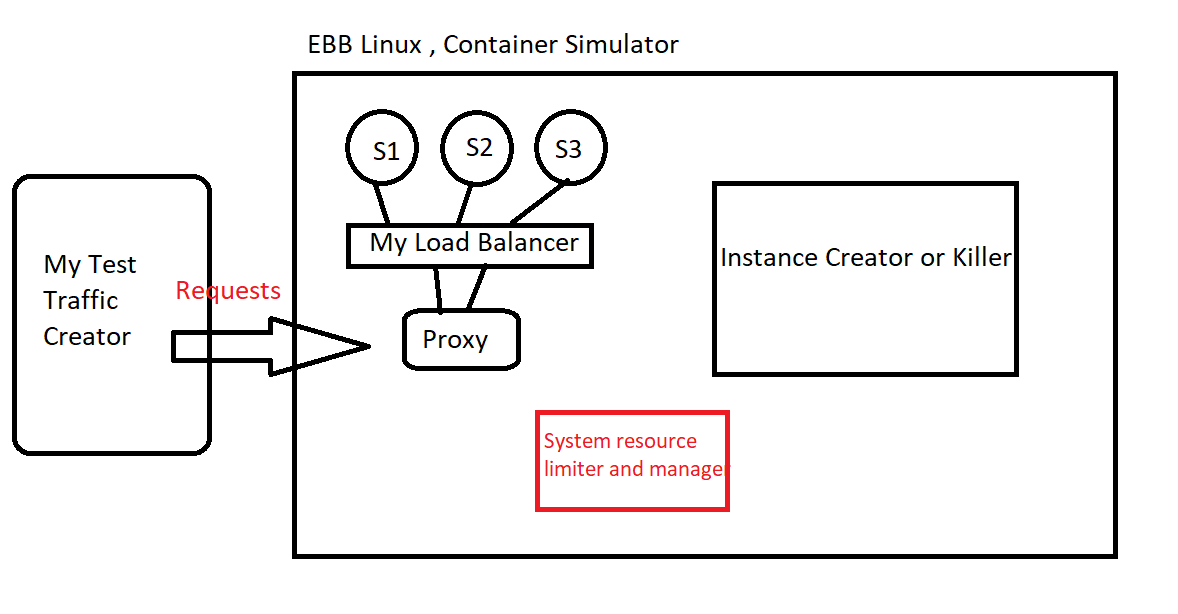 EBB Linux , Container Simulator
S1
S2
S3
My Load Balancer
Proxy
My Test
Traffic
Creator
Requests
Instance Creator or Killer
System resource
limiter and manager